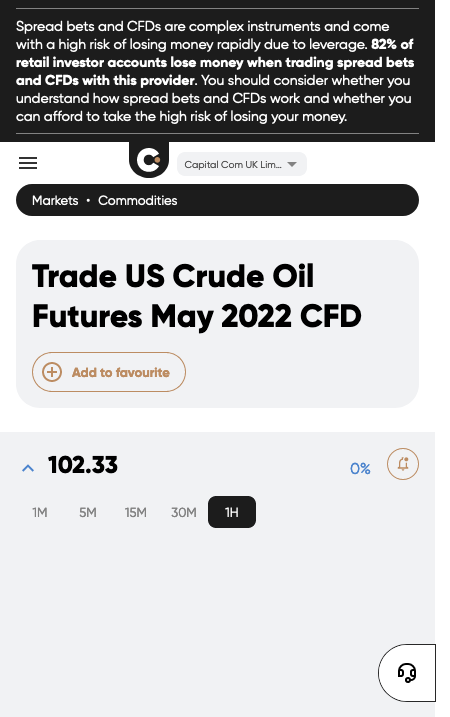 Spread bets and CFDs are complex instruments and come
with a high risk of losing money rapidly due to leverage. 82% of
retail investor accounts lose money when trading spread bets
and CFDs with this provider. You should consider whether you
understand how spread bets and CFDs work and whether you
can afford to take the high risk of losing your money.
Capital Com UK Lim...
Markets • Commodities
Trade US Crude Oil
Futures May 2022 CFD
Add to favourite
102.33
0%
1M 5M 15M 30M 1H